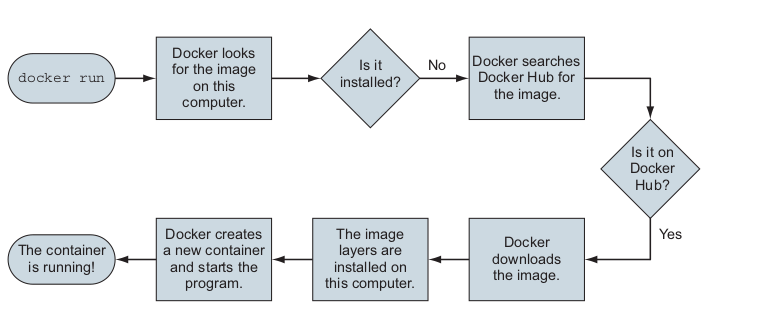 docker run
Docker looks
for the image
on this
computer.
Is it
installed?
No
Docker searches
Docker Hub for
the image.
Is it on
Docker
Hub?
Yes
Docker
downloads
the image.
The image
layers are
installed on
this computer.
Docker creates
a new container
and starts the
program.
The container
is running!